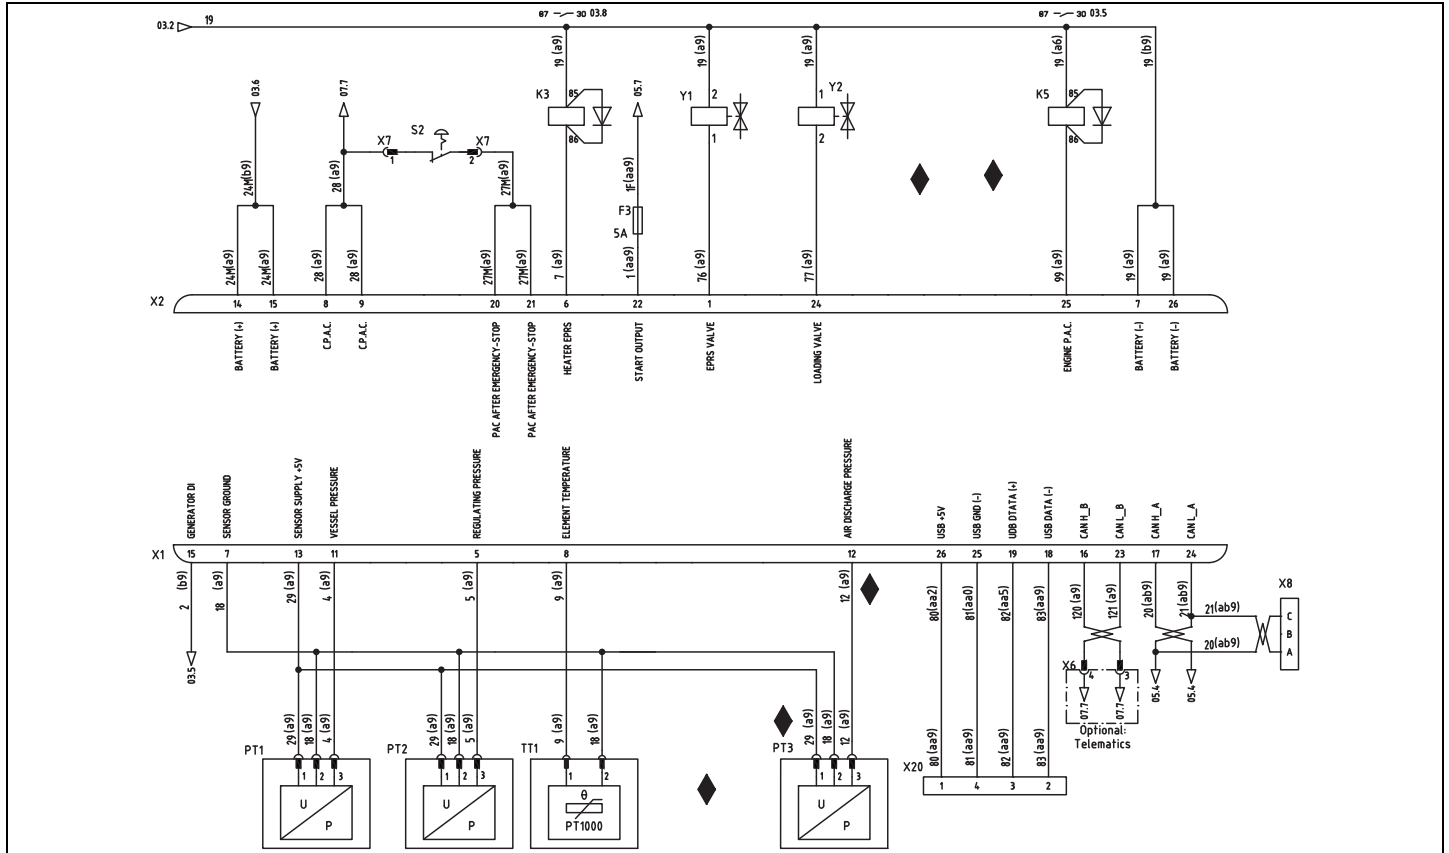 87 30 03.8
87 30 03.5
03.2 19
19 (a9) 19 (a9) 19 (a9) 19 (a6) 19 (b9)
03.6 07.7 05.7
K3 85 86
Y1 2 1
Y2 1 2
K5 85 86
S2
X7 1 X7 2
24M(b9) 28 (a9) 27M(a9) 1F(aa9)
F3
5A
24M(a9) 24M(a9) 28 (a9) 28 (a9) 27M(a9) 27M(a9) 7 (a9) 1 (aa9) 76 (a9) 77 (a9) 99 (a9) 19 (a9) 19 (a9)
X2 14 15 8 9 20 21 6 22 1 24 25 7 26
BATTERY (+)
BATTERY (+)
C.P.A.C.
C.P.A.C.
PAC AFTER EMERGENCY-STOP
PAC AFTER EMERGENCY-STOP
HEATER EPRS
START OUTPUT
EPRS VALVE
LOADING VALVE
ENGINE P.A.C.
BATTERY (-)
BATTERY (-)
GENERATOR DI
SENSOR GROUND
SENSOR SUPPLY +5V
VESSEL PRESSURE
REGULATING PRESSURE
ELEMENT TEMPERATURE
AIR DISCHARGE PRESSURE
USB +5V
USB GND (-)
UDB DTATA (+)
USB DATA (-)
CAN H_B
CAN L_B
CAN H_A
CAN L_A
X1 15 7 13 11 5 8 12 26 25 19 18 16 23 17 24
2 (b9) 18 (a9) 29 (a9) 4 (a9) 5 (a9) 9 (a9) 12 (a9) 80(aa2) 81(aa0) 82(aa5) 83(aa9) 120 (a9) 121 (a9) 20(ab9) 21(ab9)
X8
21(ab9) C
B
20(ab9) A
03.5
X6 4 3
07.7 07.7 05.4 05.4
Optional:
Telematics
29 (a9) 18 (a9) 4 (a9) 29 (a9) 18 (a9) 5 (a9) 9 (a9) 18 (a9) 29 (a9) 18 (a9) 12 (a9) 80 (aa9) 81 (aa9) 82 (aa9) 83 (aa9)
PT1 1 2 3
U
P
PT2 1 2 3
U
P
TT1 1 2
θ
PT1000
PT3 1 2 3
U
P
X20
1 4 3 2